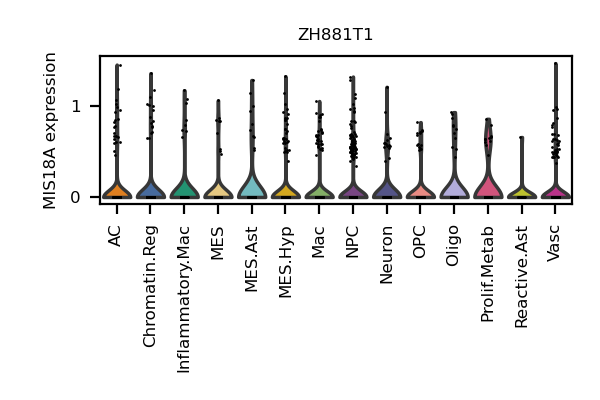 ZH881T1
MIS18A expression
1
0
AC
Chromatin.Reg
Inflammatory.Mac
MES
MES.Ast
MES.Hyp
Mac
NPC
Neuron
OPC
Oligo
Prolif.Metab
Reactive.Ast
Vasc